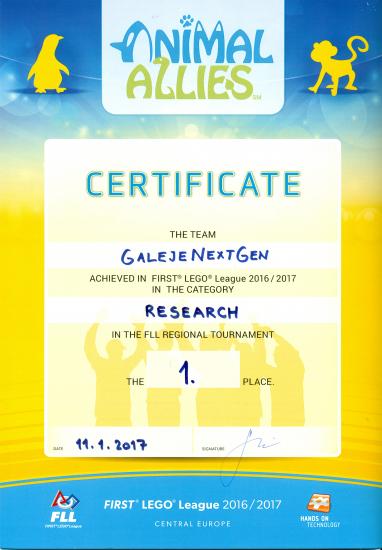 ANIMAL
ALLIES SM
CERTIFICATE
THE TEAM
GALEJENEXTGEN
ACHIEVED IN FIRST® LEGO® League 2016 / 2017
IN THE CATEGORY
RESEARCH
IN THE FLL REGIONAL TOURNAMENT
THE 1. PLACE.
DATE 11.1.2017 SIGNATURE
FLL
FIRST® LEGO® League
FIRST® LEGO® League 2016 / 2017
CENTRAL EUROPE
HANDS ON
TECHNOLOGY